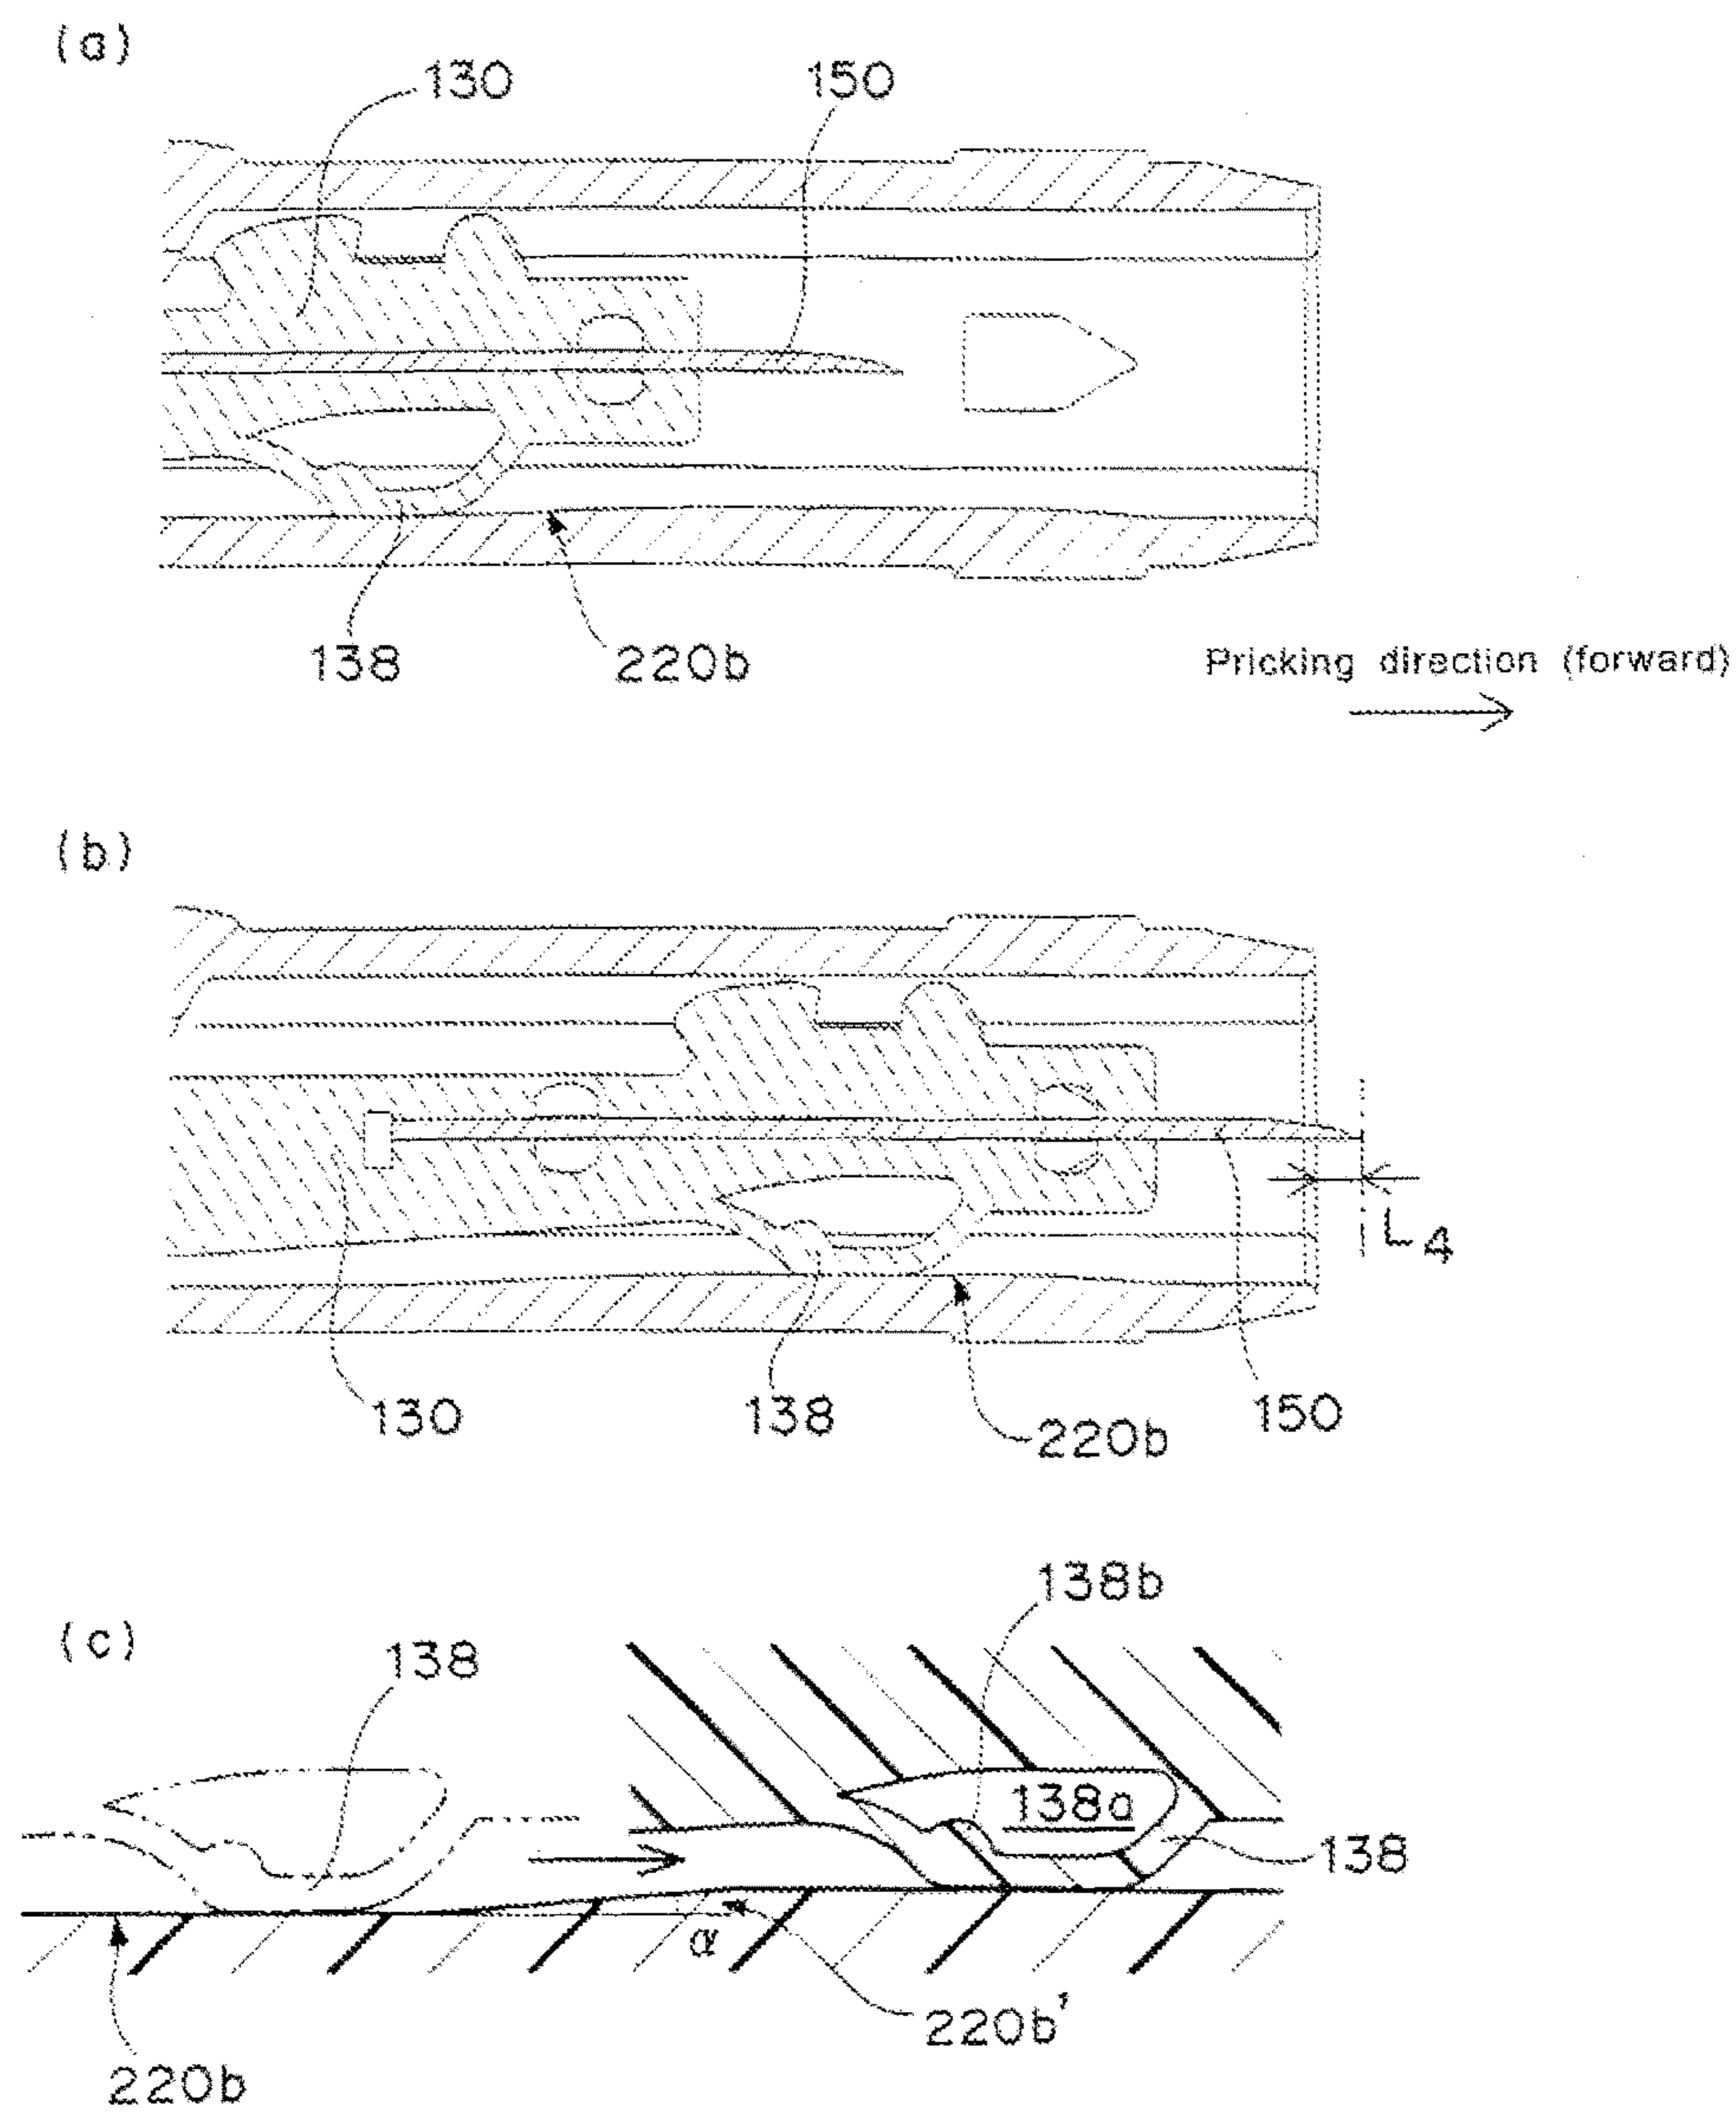 (a)
130
150
138
220b
Pricking direction (forward)
(b)
L4
130
138
220b
150
(c)
138
138b
138a
138
α
220b'
220b